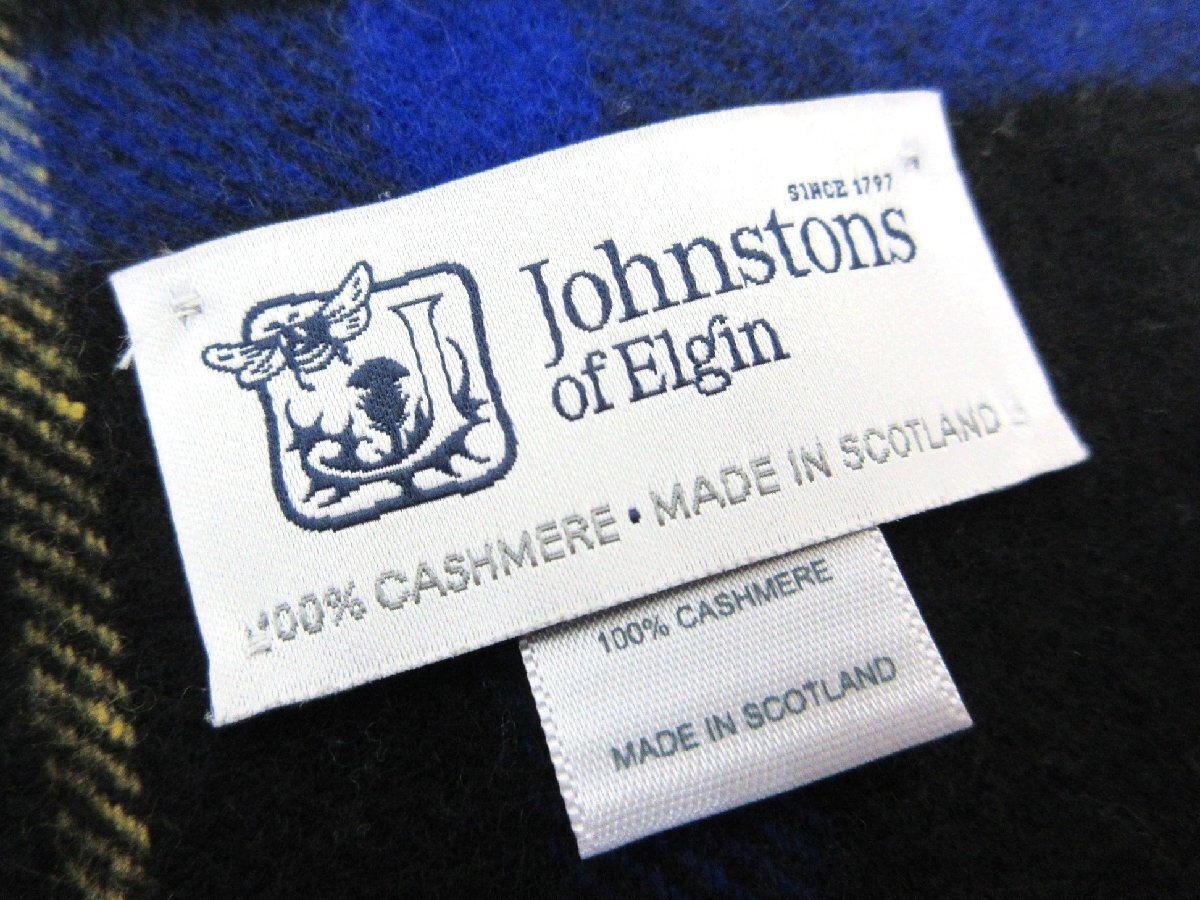 SINCE 1797
Johnstons
of Elgin
100% CASHMERE • MADE IN SCOTLAND
100% CASHMERE
MADE IN SCOTLAND